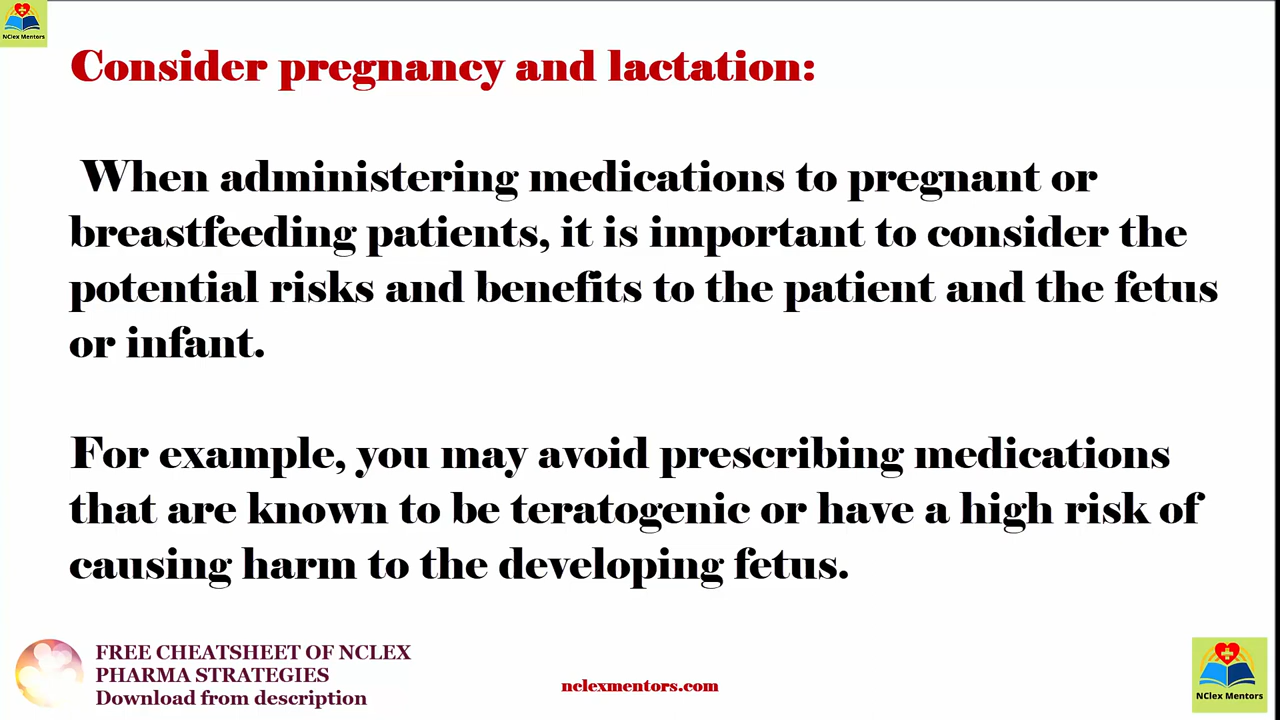 NClex Mentors
Consider pregnancy and lactation:
When administering medications to pregnant or
breastfeeding patients, it is important to consider the
potential risks and benefits to the patient and the fetus
or infant.
For example, you may avoid prescribing medications
that are known to be teratogenic or have a high risk of
causing harm to the developing fetus.
FREE CHEATSHEET OF NCLEX
PHARMA STRATEGIES
Download from description
nclexmentors.com
NClex Mentors